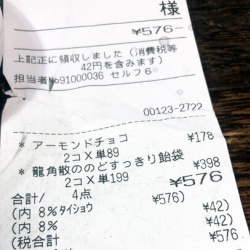 様
¥576-
上記正に領収しました（消費税等
42円を含みます）
担当者№91000036 セルフ6
00123-2722
* アーモンドチョコ ¥178
2コ×単89
* 龍角散ののどすっきり飴袋 ¥398
2コ×単199
合計/ 4点 ¥576
(内 8%タイショウ ¥576)
(内 8% ¥42)
(税合計 ¥42)